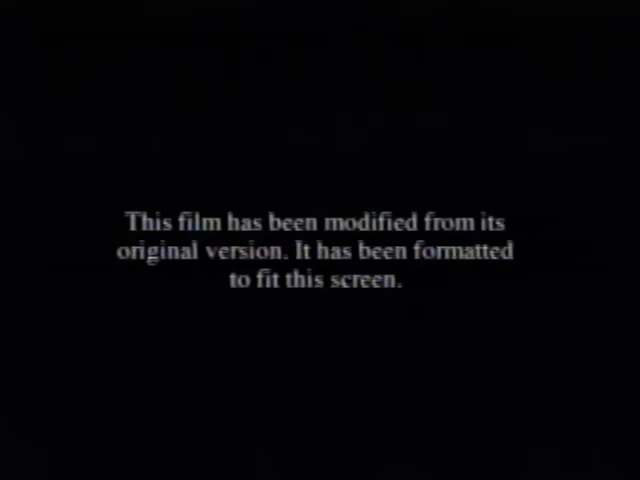 This film has been modified from its
original version. It has been formatted
to fit this screen.